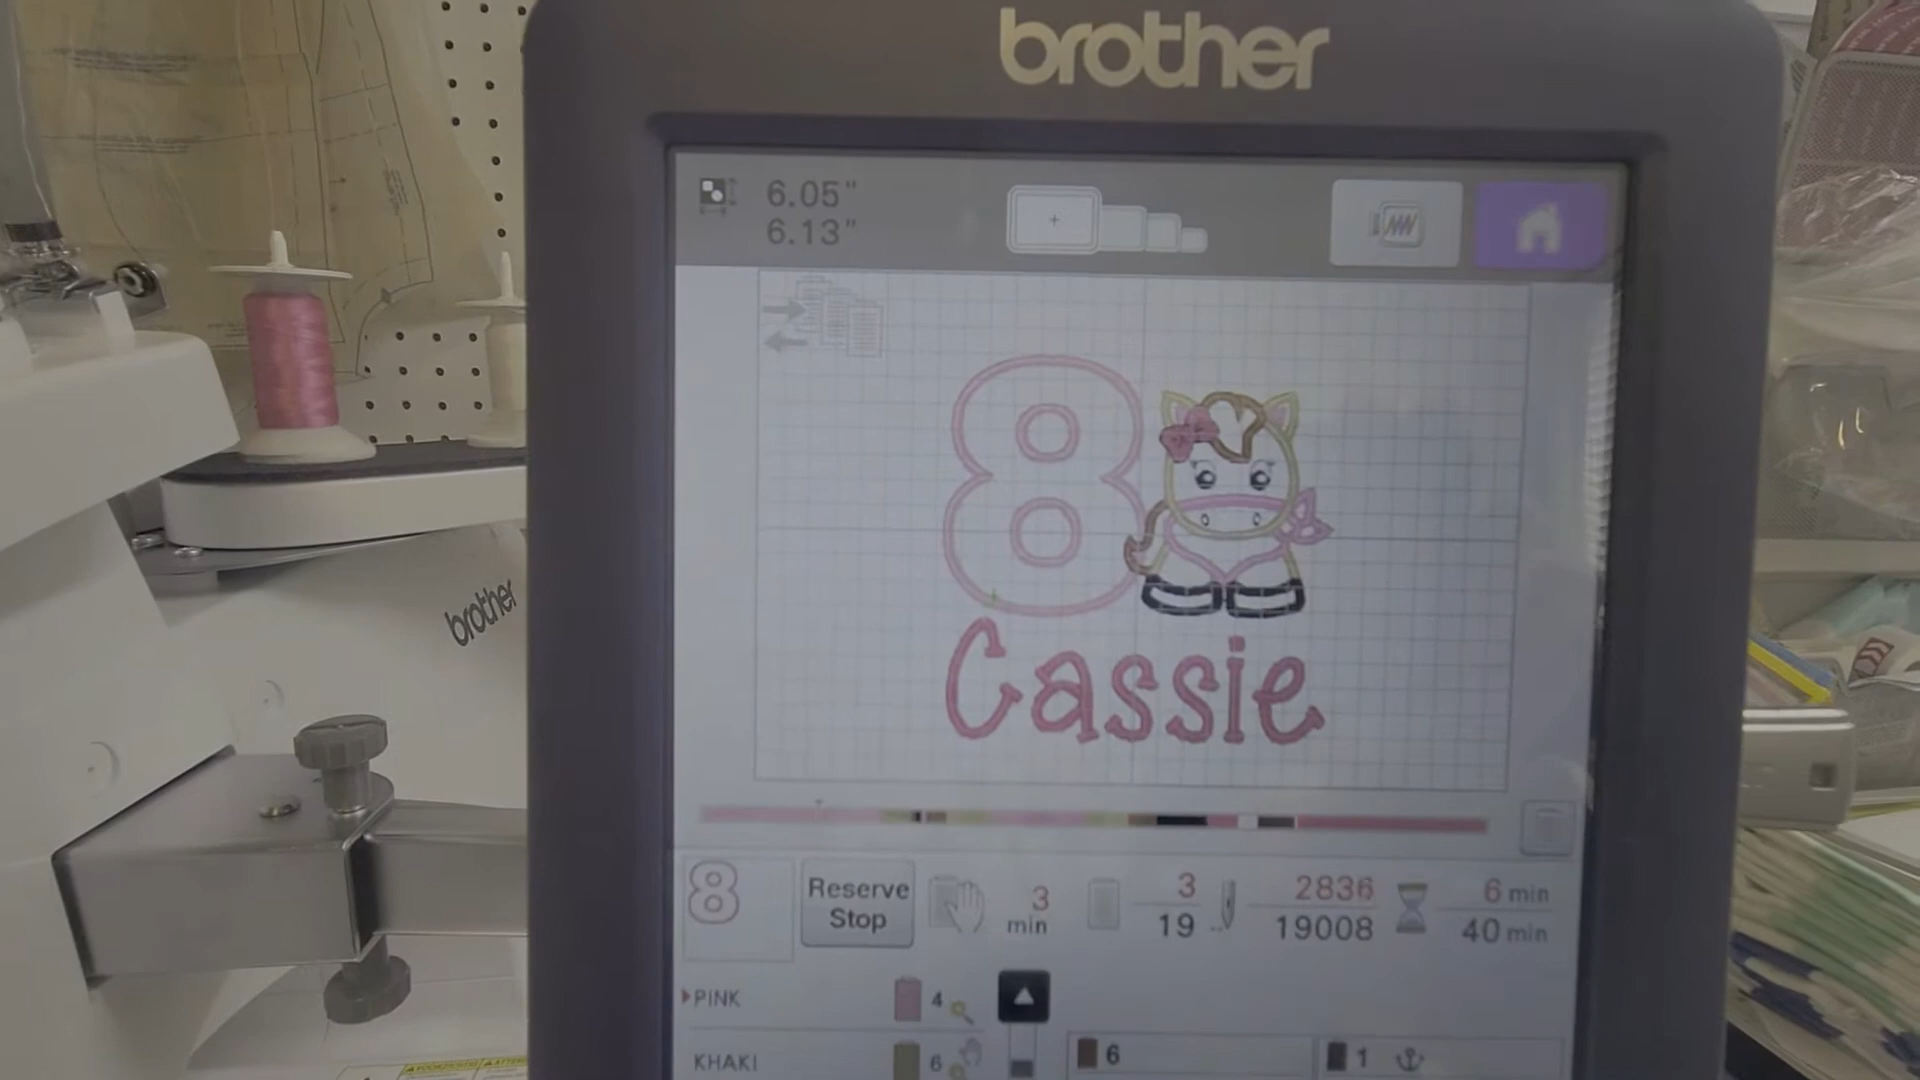 brother
6.05"
6.13"
8
Cassie
brother
8
Reserve
Stop
3
min
3
19
2836
19008
6 min
40 min
PINK
4
KHAKI
6
6
1